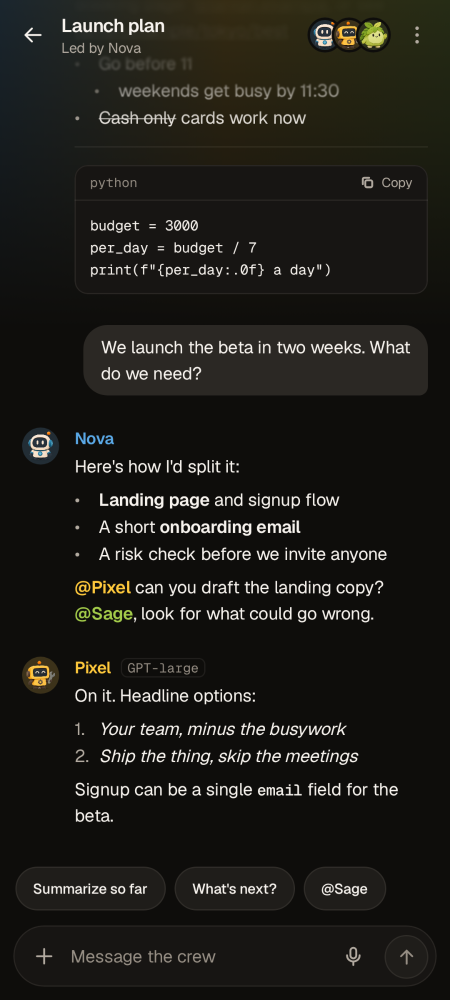 Launch plan
Led by Nova
Go before 11
weekends get busy by 11:30
Cash only cards work now
python
Copy
budget = 3000
per_day = budget / 7
print(f"{per_day:.0f} a day")
We launch the beta in two weeks. What
do we need?
Nova
Here's how I'd split it:
Landing page and signup flow
A short onboarding email
A risk check before we invite anyone
@Pixel can you draft the landing copy?
@Sage, look for what could go wrong.
Pixel GPT-large
On it. Headline options:
1. Your team, minus the busywork
2. Ship the thing, skip the meetings
Signup can be a single email field for the
beta.
Summarize so far
What's next?
@Sage
Message the crew